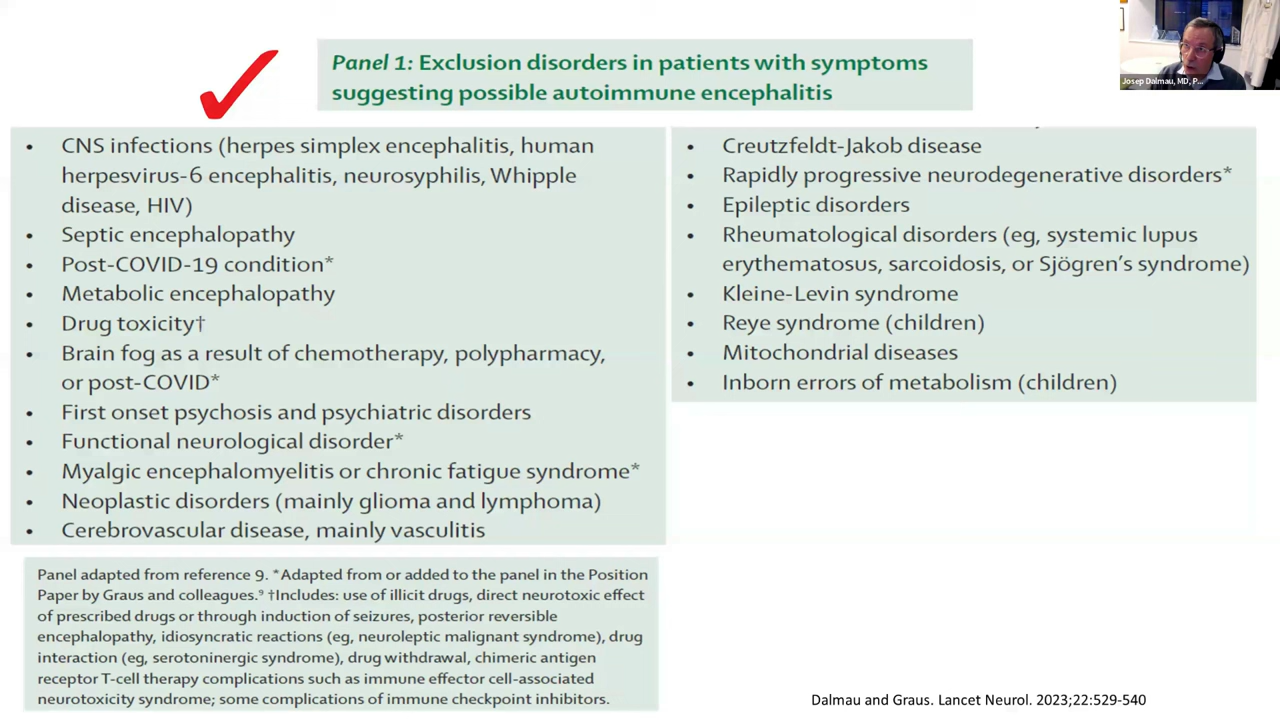 Panel 1: Exclusion disorders in patients with symptoms
suggesting possible autoimmune encephalitis
Josep Dalmau, MD, P...
• CNS infections (herpes simplex encephalitis, human
herpesvirus-6 encephalitis, neurosyphilis, Whipple
disease, HIV)
• Septic encephalopathy
• Post-COVID-19 condition*
• Metabolic encephalopathy
• Drug toxicity†
• Brain fog as a result of chemotherapy, polypharmacy,
or post-COVID*
• First onset psychosis and psychiatric disorders
• Functional neurological disorder*
• Myalgic encephalomyelitis or chronic fatigue syndrome*
• Neoplastic disorders (mainly glioma and lymphoma)
• Cerebrovascular disease, mainly vasculitis
• Creutzfeldt-Jakob disease
• Rapidly progressive neurodegenerative disorders*
• Epileptic disorders
• Rheumatological disorders (eg, systemic lupus
erythematosus, sarcoidosis, or Sjögren's syndrome)
• Kleine-Levin syndrome
• Reye syndrome (children)
• Mitochondrial diseases
• Inborn errors of metabolism (children)
Panel adapted from reference 9. *Adapted from or added to the panel in the Position
Paper by Graus and colleagues.⁹ †Includes: use of illicit drugs, direct neurotoxic effect
of prescribed drugs or through induction of seizures, posterior reversible
encephalopathy, idiosyncratic reactions (eg, neuroleptic malignant syndrome), drug
interaction (eg, serotoninergic syndrome), drug withdrawal, chimeric antigen
receptor T-cell therapy complications such as immune effector cell-associated
neurotoxicity syndrome; some complications of immune checkpoint inhibitors.
Dalmau and Graus. Lancet Neurol. 2023;22:529-540